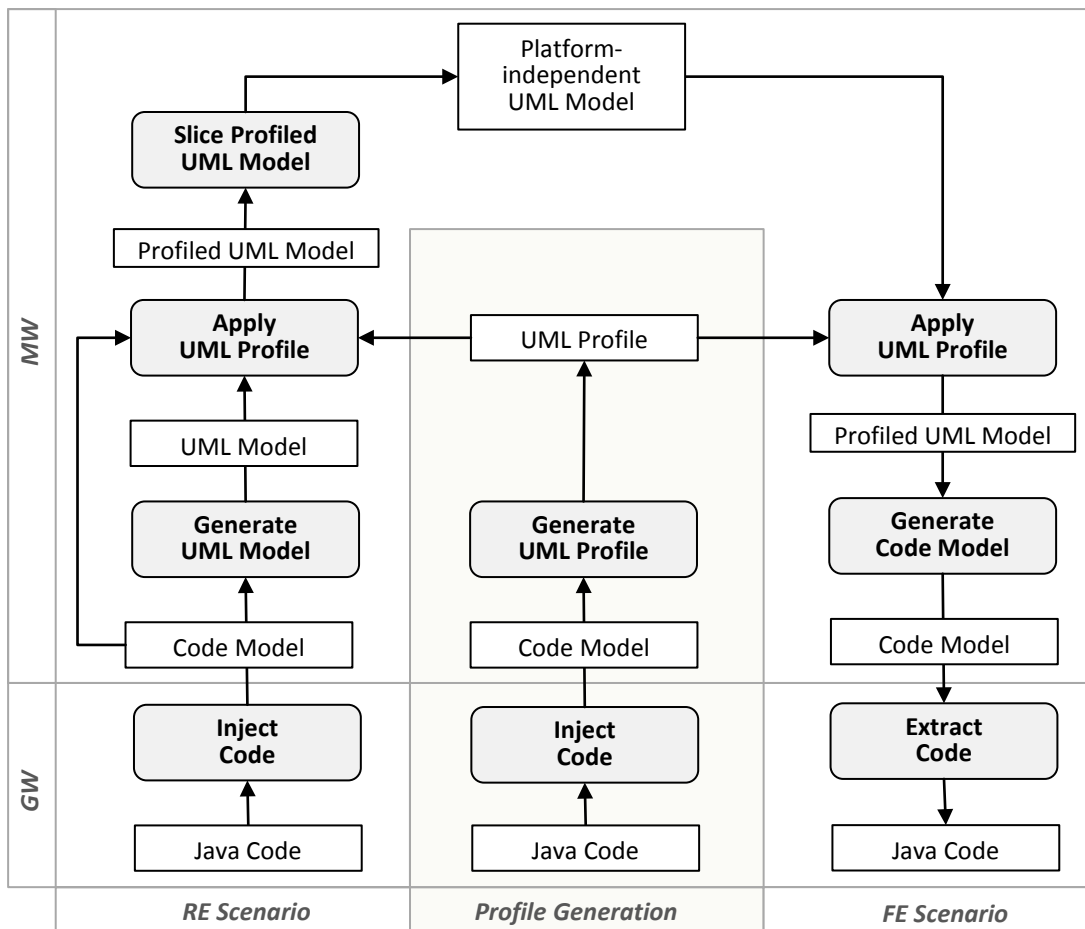 Platform-
independent
UML Model
Slice Profiled
UML Model
Profiled UML Model
Apply
UML Profile
UML Profile
Apply
UML Profile
MW
UML Model
Profiled UML Model
Generate
UML Model
Generate
UML Profile
Generate
Code Model
Code Model
Code Model
Code Model
Inject
Code
Inject
Code
Extract
Code
GW
Java Code
Java Code
Java Code
RE Scenario
Profile Generation
FE Scenario